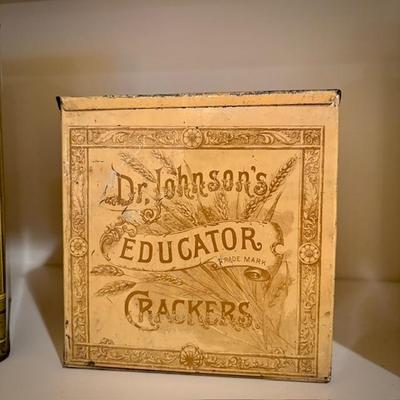 Dr. Johnson's
EDUCATOR
TRADE MARK
CRACKERS.